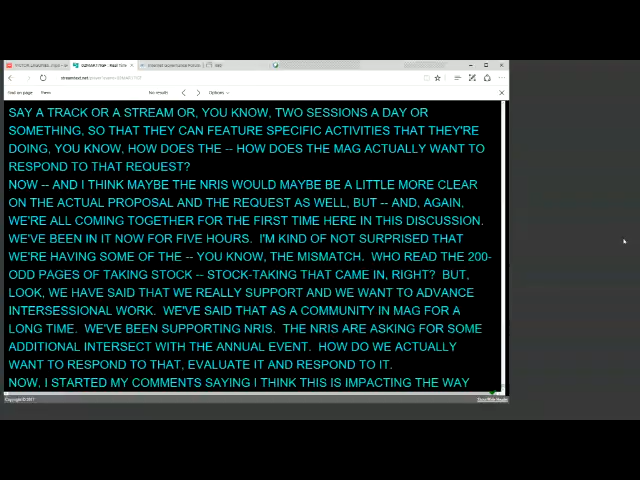 Find on page
No results
Options
SAY A TRACK OR A STREAM OR, YOU KNOW, TWO SESSIONS A DAY OR
SOMETHING, SO THAT THEY CAN FEATURE SPECIFIC ACTIVITIES THAT THEY'RE
DOING, YOU KNOW, HOW DOES THE -- HOW DOES THE MAG ACTUALLY WANT TO
RESPOND TO THAT REQUEST?
NOW -- AND I THINK MAYBE THE NRIS WOULD MAYBE BE A LITTLE MORE CLEAR
ON THE ACTUAL PROPOSAL AND THE REQUEST AS WELL, BUT -- AND, AGAIN,
WE'RE ALL COMING TOGETHER FOR THE FIRST TIME HERE IN THIS DISCUSSION.
WE'VE BEEN IN IT NOW FOR FIVE HOURS.  I'M KIND OF NOT SURPRISED THAT
WE'RE HAVING SOME OF THE -- YOU KNOW, THE MISMATCH.  WHO READ THE 200-
ODD PAGES OF TAKING STOCK -- STOCK-TAKING THAT CAME IN, RIGHT?  BUT,
LOOK, WE HAVE SAID THAT WE REALLY SUPPORT AND WE WANT TO ADVANCE
INTERSESSIONAL WORK.  WE'VE SAID THAT AS A COMMUNITY IN MAG FOR A
LONG TIME.  WE'VE BEEN SUPPORTING NRIS.  THE NRIS ARE ASKING FOR SOME
ADDITIONAL INTERSECT WITH THE ANNUAL EVENT.  HOW DO WE ACTUALLY
WANT TO RESPOND TO THAT, EVALUATE IT AND RESPOND TO IT.
NOW, I STARTED MY COMMENTS SAYING I THINK THIS IS IMPACTING THE WAY